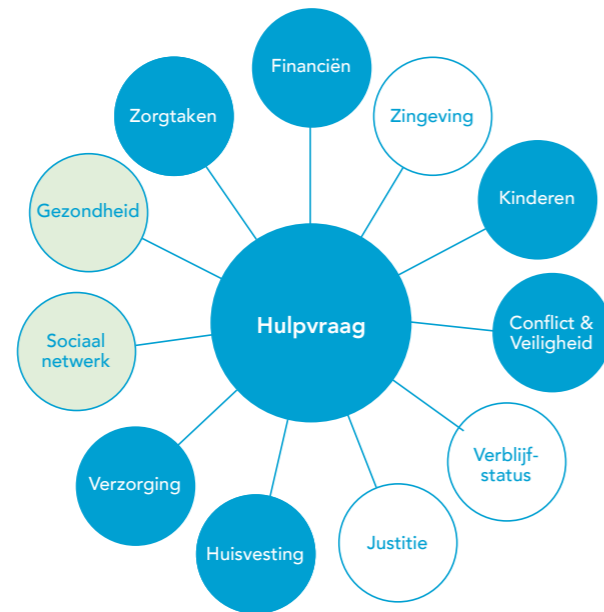 Financiën
Zorgtaken
Zingeving
Gezondheid
Kinderen
Hulpvraag
Conflict &
Veiligheid
Sociaal
netwerk
Verblijf-
status
Verzorging
Justitie
Huisvesting